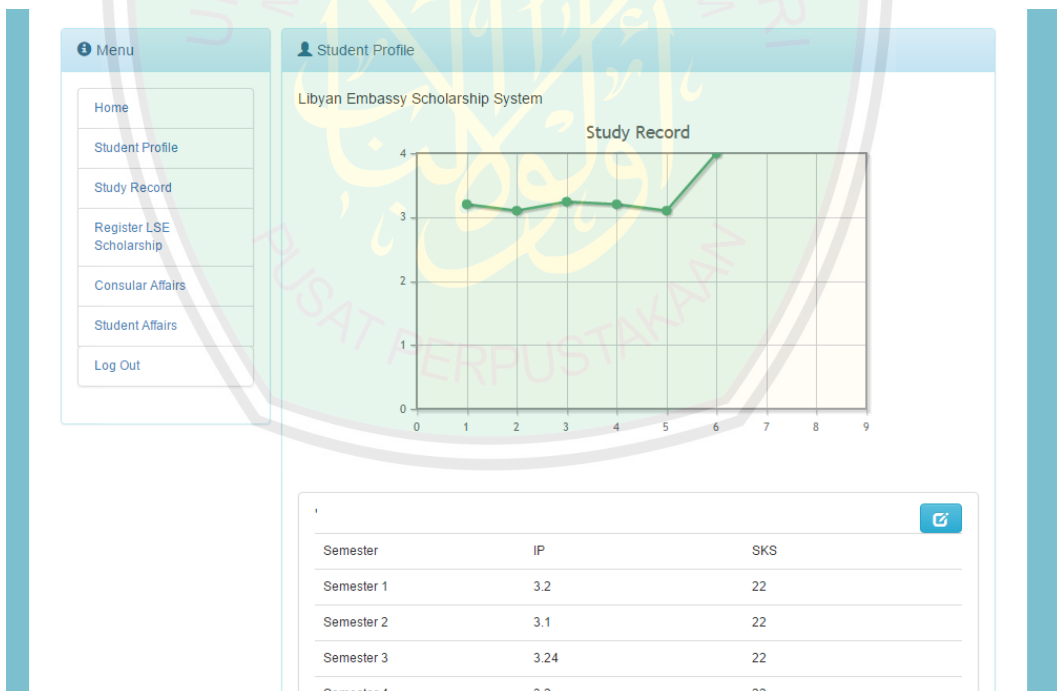 Menu
Home
Student Profile
Study Record
Register LSE
Scholarship
Consular Affairs
Student Affairs
Log Out
Student Profile
Libyan Embassy Scholarship System
Study Record
4
3
2
1
0
0 1 2 3 4 5 6 7 8 9
Semester IP SKS
Semester 1 3.2 22
Semester 2 3.1 22
Semester 3 3.24 22
PUSAT PERPUSTAKAAN